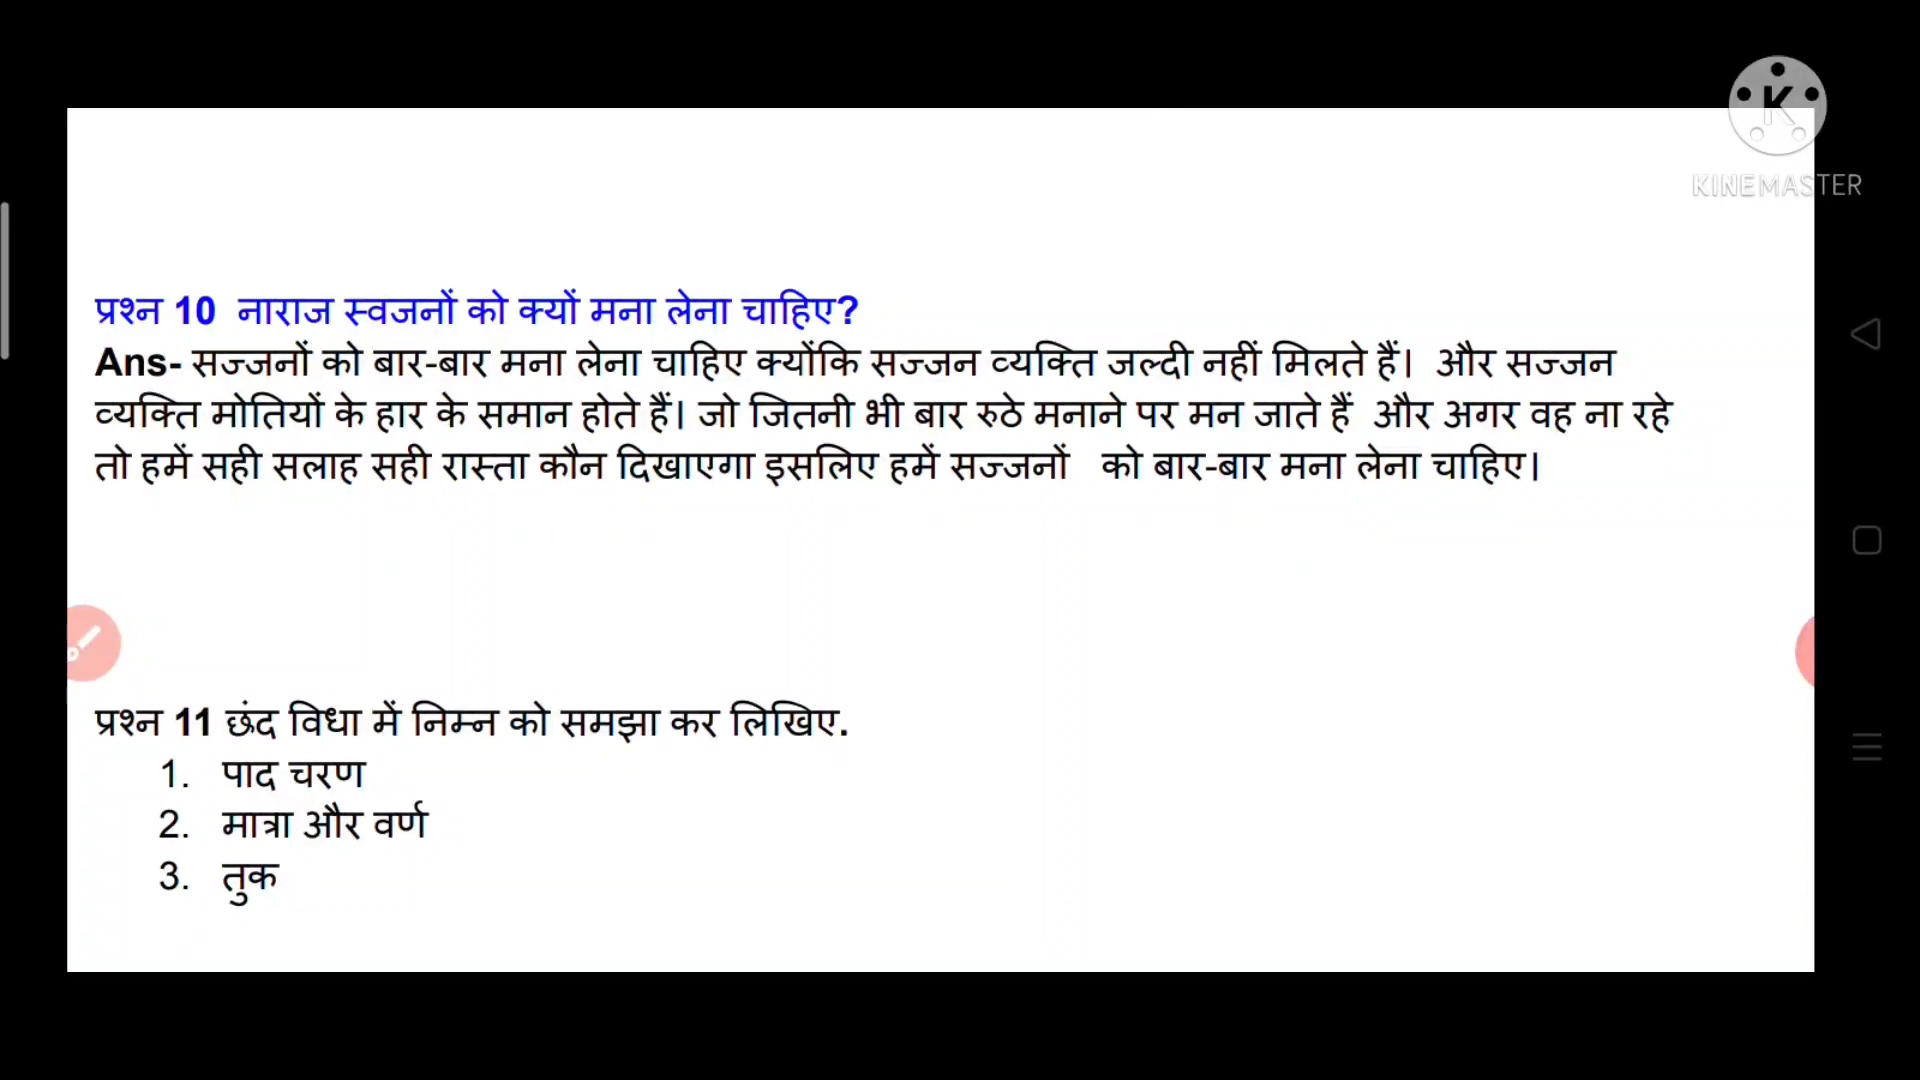 K
KINEMASTER
प्रश्न 10 नाराज स्वजनों को क्यों मना लेना चाहिए?
Ans- सज्जनों को बार-बार मना लेना चाहिए क्योंकि सज्जन व्यक्ति जल्दी नहीं मिलते हैं। और सज्जन
व्यक्ति मोतियों के हार के समान होते हैं। जो जितनी भी बार रुठे मनाने पर मन जाते हैं और अगर वह ना रहे
तो हमें सही सलाह सही रास्ता कौन दिखाएगा इसलिए हमें सज्जनों को बार-बार मना लेना चाहिए।
प्रश्न 11 छंद विधा में निम्न को समझा कर लिखिए.
1. पाद चरण
2. मात्रा और वर्ण
3. तुक